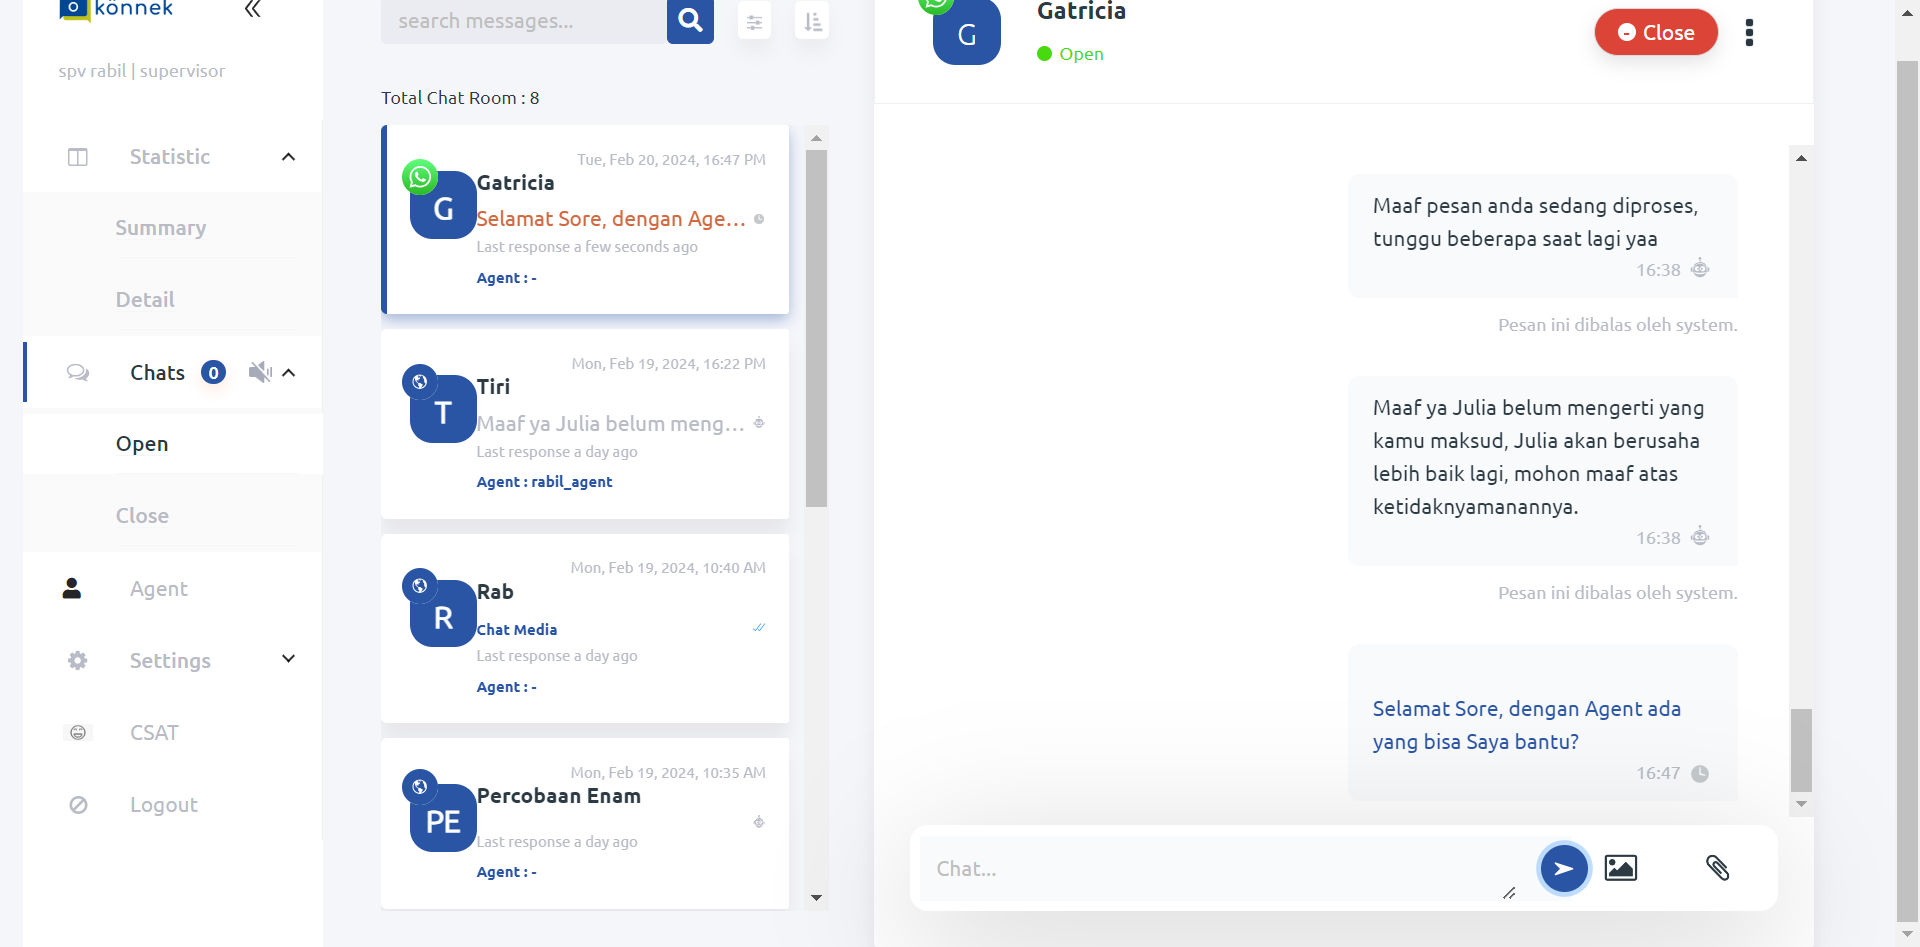 könnek
spv rabil | supervisor
Statistic
Summary
Detail
Chats 0
Open
Close
Agent
Settings
CSAT
Logout
search messages...
Total Chat Room : 8
Tue, Feb 20, 2024, 16:47 PM
G
Gatricia
Selamat Sore, dengan Age...
Last response a few seconds ago
Agent : -
Mon, Feb 19, 2024, 16:22 PM
T
Tiri
Maaf ya Julia belum meng...
Last response a day ago
Agent : rabil_agent
Mon, Feb 19, 2024, 10:40 AM
R
Rab
Chat Media
Last response a day ago
Agent : -
Mon, Feb 19, 2024, 10:35 AM
PE
Percobaan Enam
Last response a day ago
Agent : -
G
Gatricia
Open
Close
Maaf pesan anda sedang diproses,
tunggu beberapa saat lagi yaa
16:38
Pesan ini dibalas oleh system.
Maaf ya Julia belum mengerti yang
kamu maksud, Julia akan berusaha
lebih baik lagi, mohon maaf atas
ketidaknyamanannya.
16:38
Pesan ini dibalas oleh system.
Selamat Sore, dengan Agent ada
yang bisa Saya bantu?
16:47
Chat...